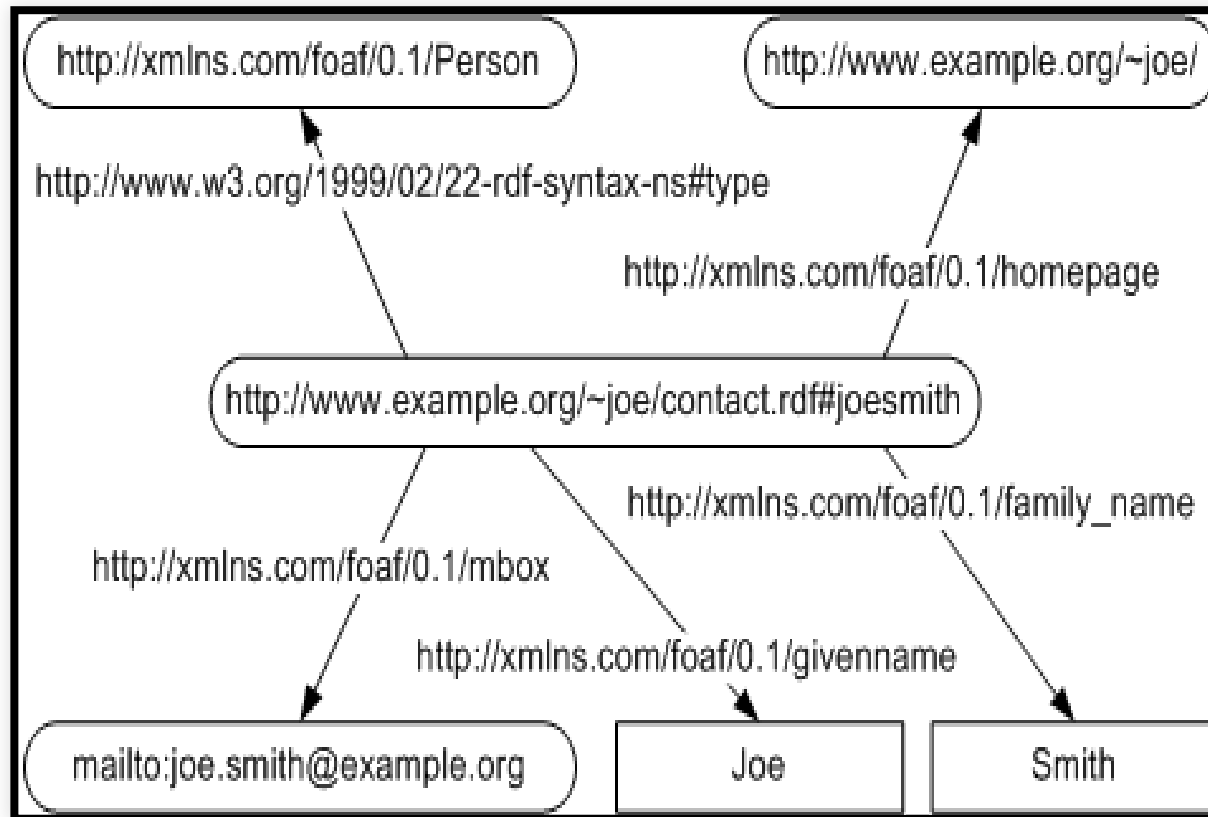 http://xmlns.com/foaf/0.1/Person
http://www.example.org/~joe/
http://www.w3.org/1999/02/22-rdf-syntax-ns#type
http://xmlns.com/foaf/0.1/homepage
http://www.example.org/~joe/contact.rdf#joesmith
http://xmlns.com/foaf/0.1/family_name
http://xmlns.com/foaf/0.1/mbox
http://xmlns.com/foaf/0.1/givenname
mailto:joe.smith@example.org
Joe
Smith